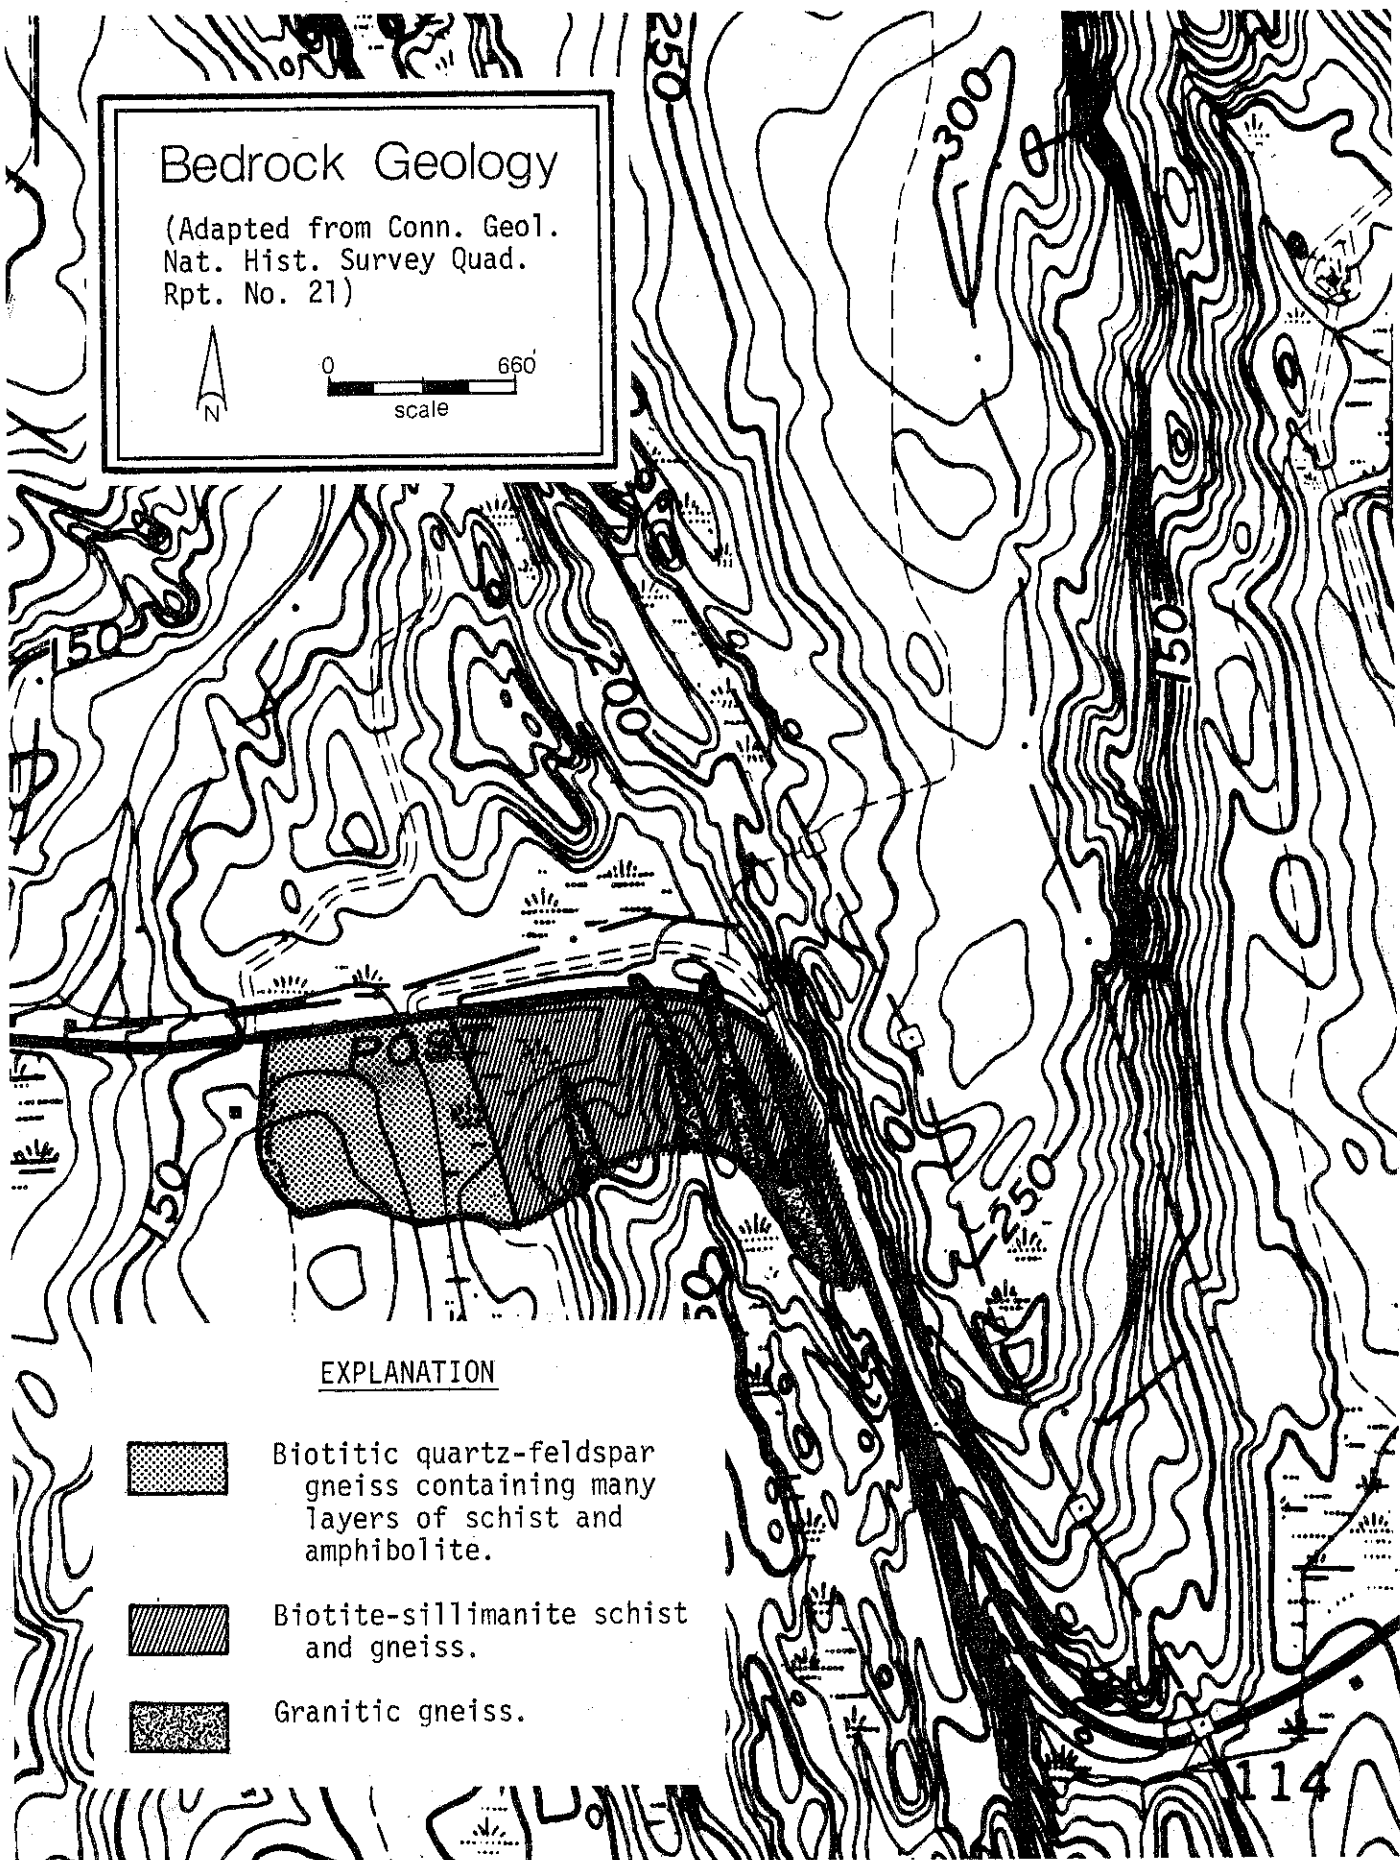 250
300
Bedrock Geology
(Adapted from Conn. Geol.
Nat. Hist. Survey Quad.
Rpt. No. 21)
0 660'
N
scale
150
150
200
POST
150
250
50
EXPLANATION
Biotitic quartz-feldspar
gneiss containing many
layers of schist and
amphibolite.
Biotite-sillimanite schist
and gneiss.
Granitic gneiss.
114